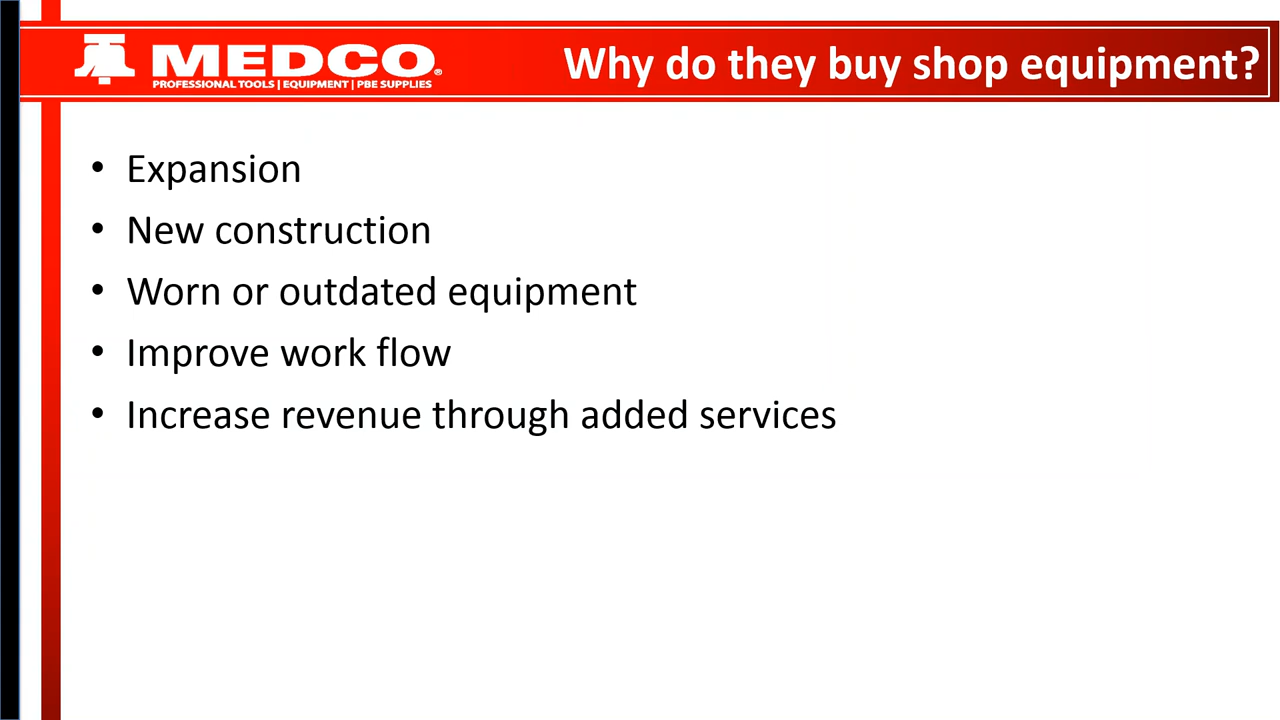 MEDCO®
PROFESSIONAL TOOLS | EQUIPMENT | PBE SUPPLIES
Why do they buy shop equipment?
• Expansion
• New construction
• Worn or outdated equipment
• Improve work flow
• Increase revenue through added services